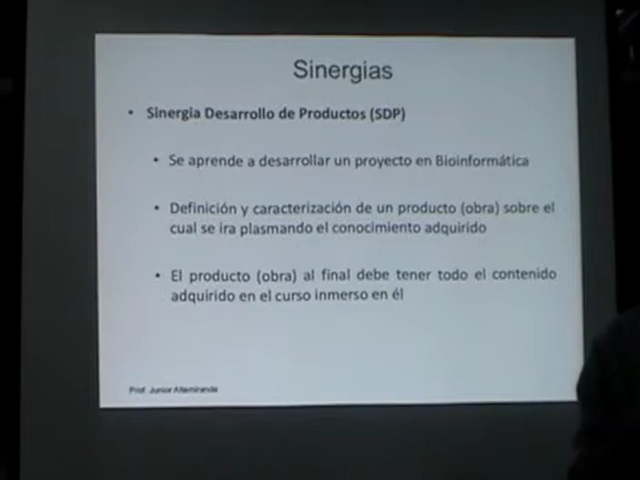 Sinergias
• Sinergia Desarrollo de Productos (SDP)
• Se aprende a desarrollar un proyecto en Bioinformática
• Definición y caracterización de un producto (obra) sobre el
cual se ira plasmando el conocimiento adquirido
• El producto (obra) al final debe tener todo el contenido
adquirido en el curso inmerso en él
Prof. Junior Altamiranda